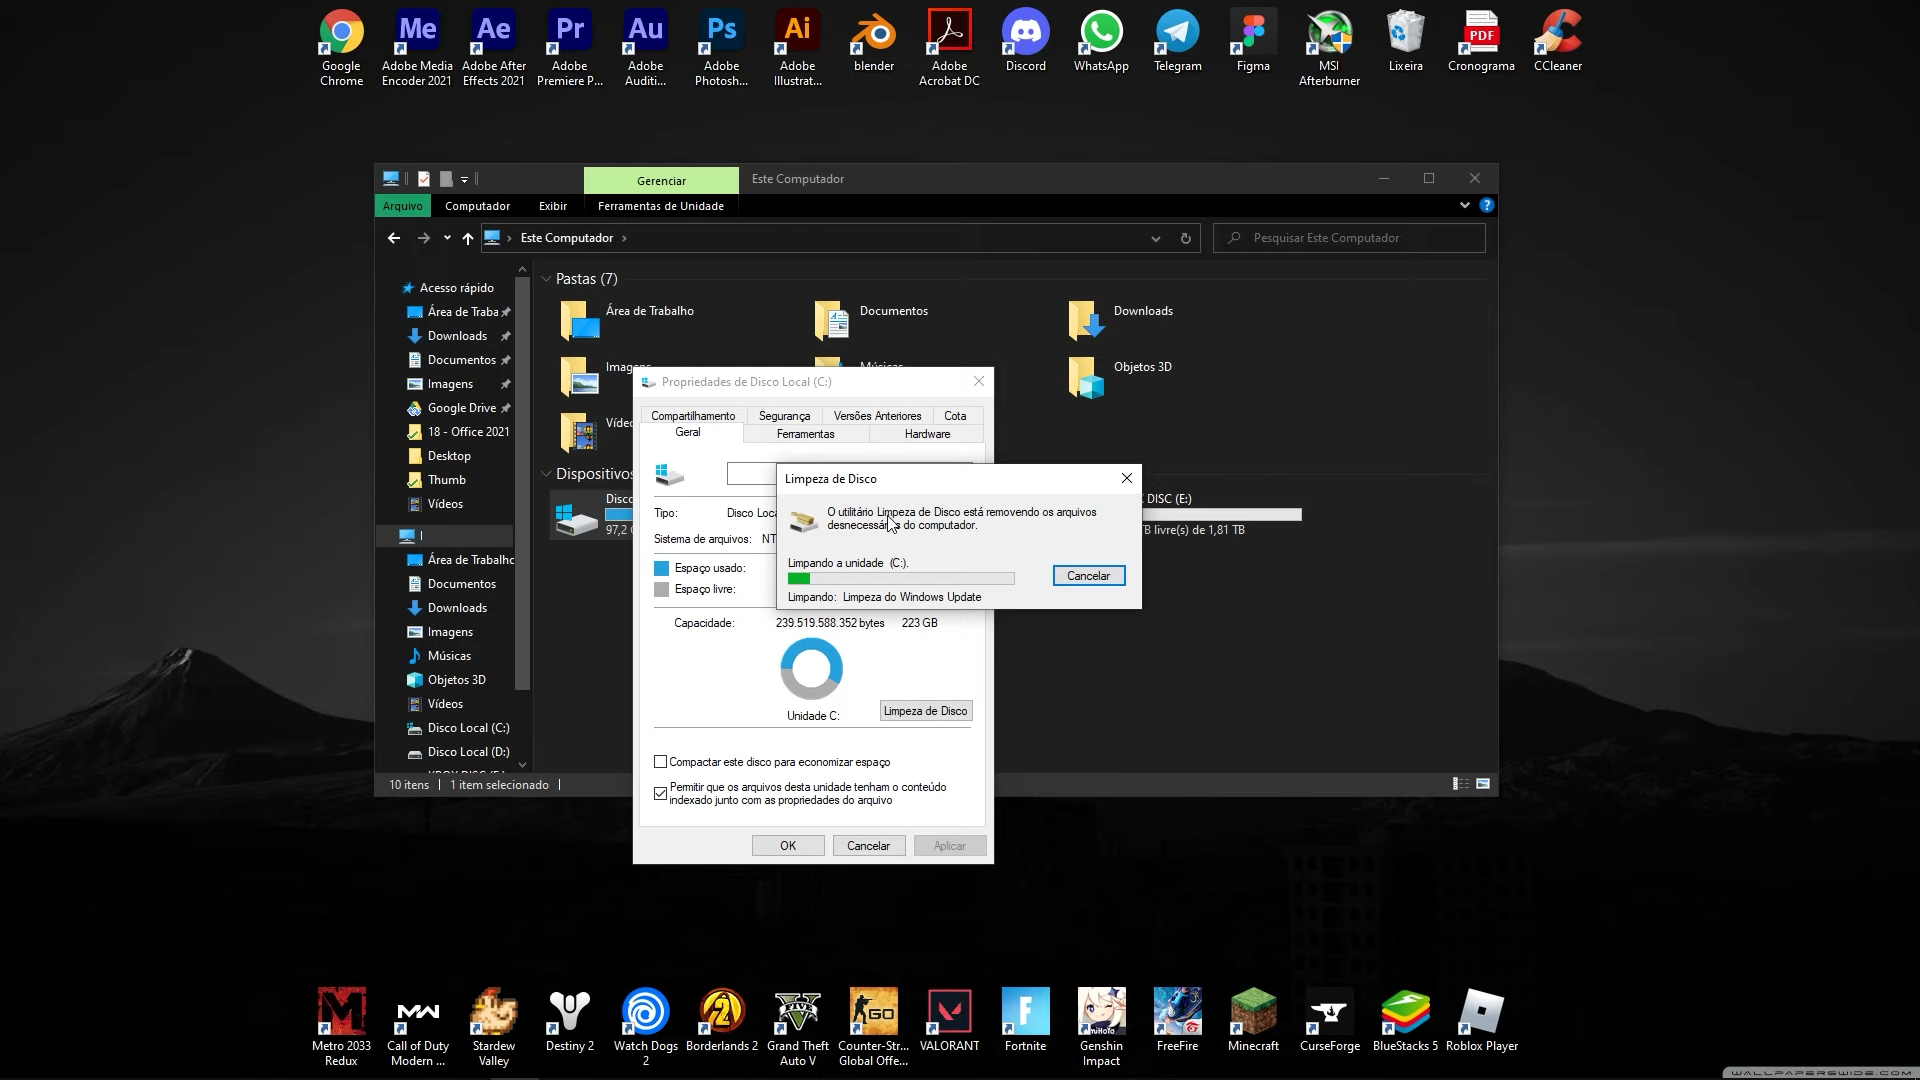 Google
Chrome
Adobe Media
Encoder 2021
Adobe After
Effects 2021
Adobe
Premiere P...
Adobe
Auditi...
Adobe
Photosh...
Adobe
Illustrat...
blender
Adobe
Acrobat DC
Discord
WhatsApp
Telegram
Figma
MSI
Afterburner
Lixeira
Cronograma
CCleaner
Me
Ae
Pr
Au
Ps
Ai
PDF
Gerenciar
Este Computador
Arquivo
Computador
Exibir
Ferramentas de Unidade
Este Computador
Pesquisar Este Computador
Acesso rápido
Área de Traba
Downloads
Documentos
Imagens
Google Drive
18 - Office 2021
Desktop
Thumb
Vídeos
Área de Trabalho
Documentos
Downloads
Imagens
Músicas
Objetos 3D
Vídeos
Disco Local (C:)
Disco Local (D:)
10 itens
1 item selecionado
Pastas (7)
Área de Trabalho
Documentos
Downloads
Imagens
Músicas
Objetos 3D
Dispositivos
97,2
DISC (E:)
TB livre(s) de 1,81 TB
Propriedades de Disco Local (C:)
Compartilhamento
Segurança
Versões Anteriores
Cota
Geral
Ferramentas
Hardware
Tipo:
Sistema de arquivos:
Espaço usado:
Espaço livre:
Capacidade:
239.519.588.352 bytes
223 GB
Unidade C:
Limpeza de Disco
Compactar este disco para economizar espaço
Permitir que os arquivos desta unidade tenham o conteúdo
indexado junto com as propriedades do arquivo
OK
Cancelar
Aplicar
Limpeza de Disco
O utilitário Limpeza de Disco está removendo os arquivos
desnecessários do computador.
Limpando a unidade (C:).
Cancelar
Limpando: Limpeza do Windows Update
Metro 2033
Redux
Call of Duty
Modern ...
Stardew
Valley
Destiny 2
Watch Dogs
2
Borderlands 2
Grand Theft
Auto V
Counter-Str...
Global Offe...
VALORANT
Fortnite
Genshin
Impact
FreeFire
Minecraft
CurseForge
BlueStacks 5
Roblox Player
WALLPAPERSWIDE.COM